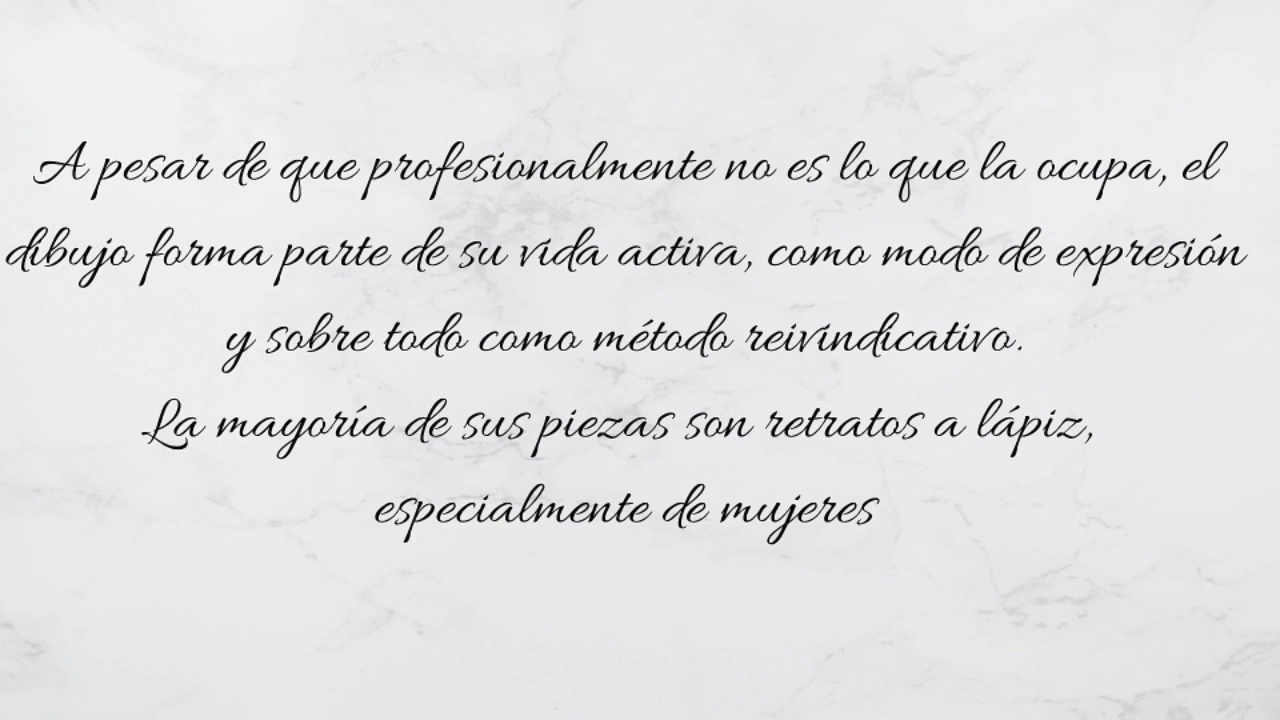 A pesar de que profesionalmente no es lo que la ocupa, el
dibujo forma parte de su vida activa, como modo de expresión
y sobre todo como método reivindicativo.
La mayoría de sus piezas son retratos a lápiz,
especialmente de mujeres